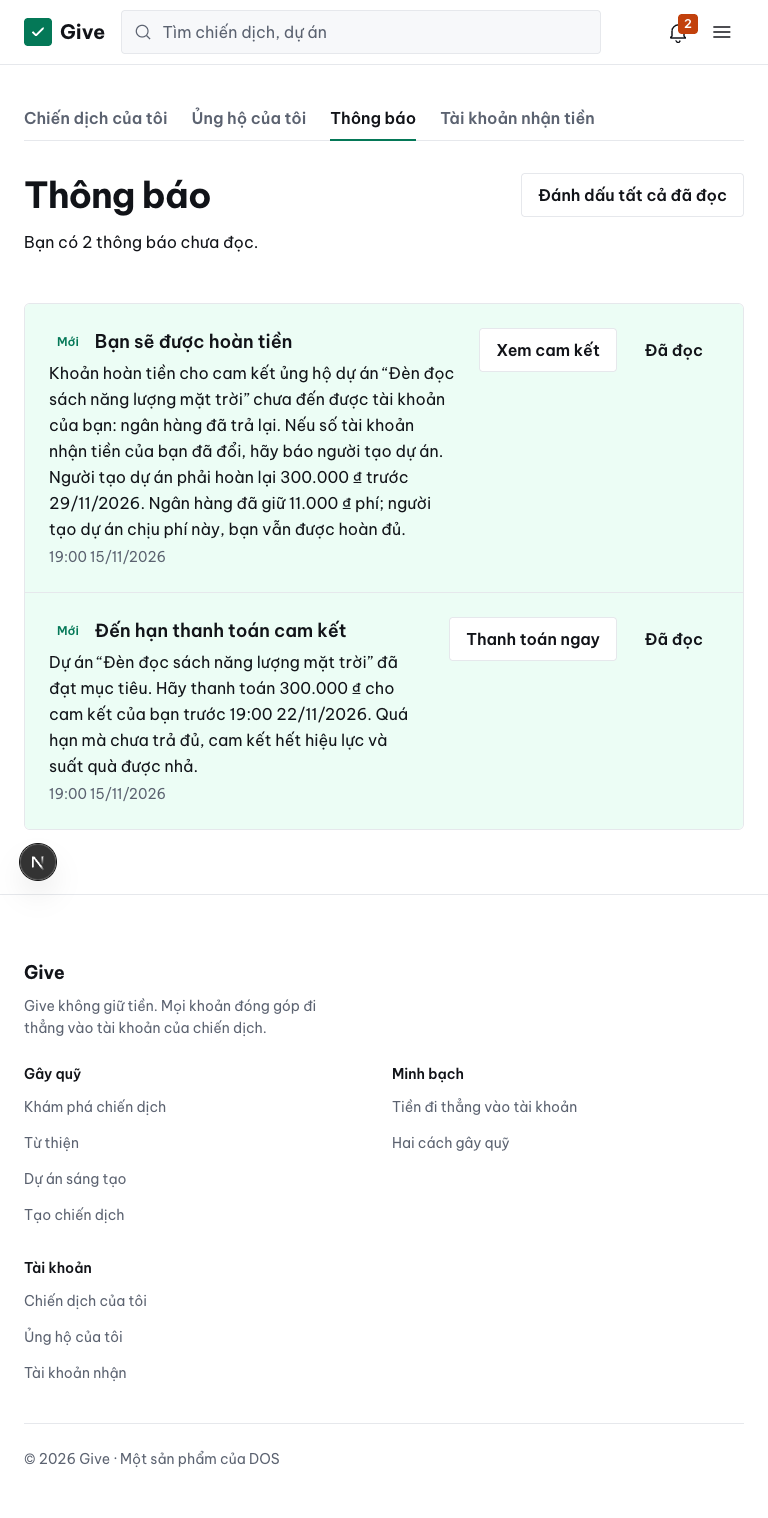 Give
Tìm chiến dịch, dự án
2
Chiến dịch của tôi
Ủng hộ của tôi
Thông báo
Tài khoản nhận tiền
Thông báo
Đánh dấu tất cả đã đọc
Bạn có 2 thông báo chưa đọc.
Mới
Bạn sẽ được hoàn tiền
Xem cam kết
Đã đọc
Khoản hoàn tiền cho cam kết ủng hộ dự án “Đèn đọc
sách năng lượng mặt trời” chưa đến được tài khoản
của bạn: ngân hàng đã trả lại. Nếu số tài khoản
nhận tiền của bạn đã đổi, hãy báo người tạo dự án.
Người tạo dự án phải hoàn lại 300.000 ₫ trước
29/11/2026. Ngân hàng đã giữ 11.000 ₫ phí; người
tạo dự án chịu phí này, bạn vẫn được hoàn đủ.
19:00 15/11/2026
Mới
Đến hạn thanh toán cam kết
Thanh toán ngay
Đã đọc
Dự án “Đèn đọc sách năng lượng mặt trời” đã
đạt mục tiêu. Hãy thanh toán 300.000 ₫ cho
cam kết của bạn trước 19:00 22/11/2026. Quá
hạn mà chưa trả đủ, cam kết hết hiệu lực và
suất quà được nhả.
19:00 15/11/2026
N
Give
Give không giữ tiền. Mọi khoản đóng góp đi
thẳng vào tài khoản của chiến dịch.
Gây quỹ
Khám phá chiến dịch
Từ thiện
Dự án sáng tạo
Tạo chiến dịch
Minh bạch
Tiền đi thẳng vào tài khoản
Hai cách gây quỹ
Tài khoản
Chiến dịch của tôi
Ủng hộ của tôi
Tài khoản nhận
© 2026 Give · Một sản phẩm của DOS